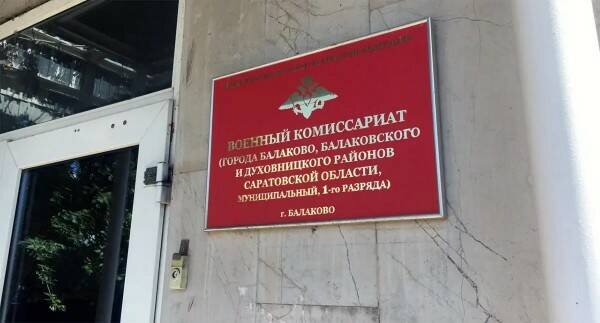 ВОЕННЫЙ КОМИССАРИАТ
(ГОРОДА БАЛАКОВО, БАЛАКОВСКОГО
И ДУХОВНИЦКОГО РАЙОНОВ
САРАТОВСКОЙ ОБЛАСТИ,
МУНИЦИПАЛЬНЫЙ, 1-го РАЗРЯДА)
г. БАЛАКОВО